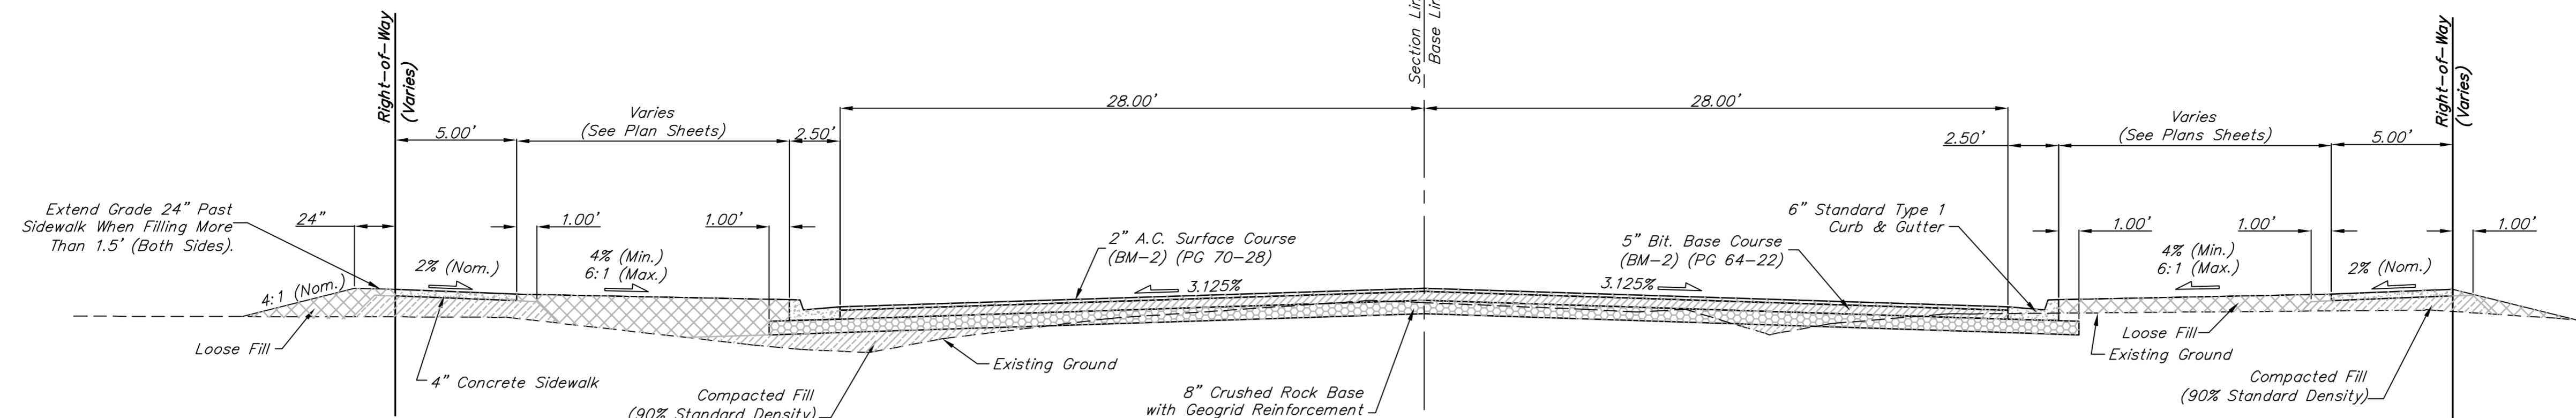 Right-of-Way
(Varies)
Section Lin
Base Lin
Right-of-Way
(Varies)
28.00'
28.00'
5.00'
Varies
(See Plan Sheets)
2.50'
2.50'
Varies
(See Plans Sheets)
5.00'
Extend Grade 24" Past
Sidewalk When Filling More
Than 1.5' (Both Sides).
24"
1.00'
1.00'
2% (Nom.)
4% (Min.)
6:1 (Max.)
4:1 (Nom.)
2" A.C. Surface Course
(BM-2) (PG 70-28)
3.125%
5" Bit. Base Course
(BM-2) (PG 64-22)
3.125%
6" Standard Type 1
Curb & Gutter
1.00'
1.00'
1.00'
4% (Min.)
6:1 (Max.)
2% (Nom.)
Loose Fill
4" Concrete Sidewalk
Compacted Fill
(90% Standard Density)
Existing Ground
8" Crushed Rock Base
with Geogrid Reinforcement
Loose Fill
Existing Ground
Compacted Fill
(90% Standard Density)